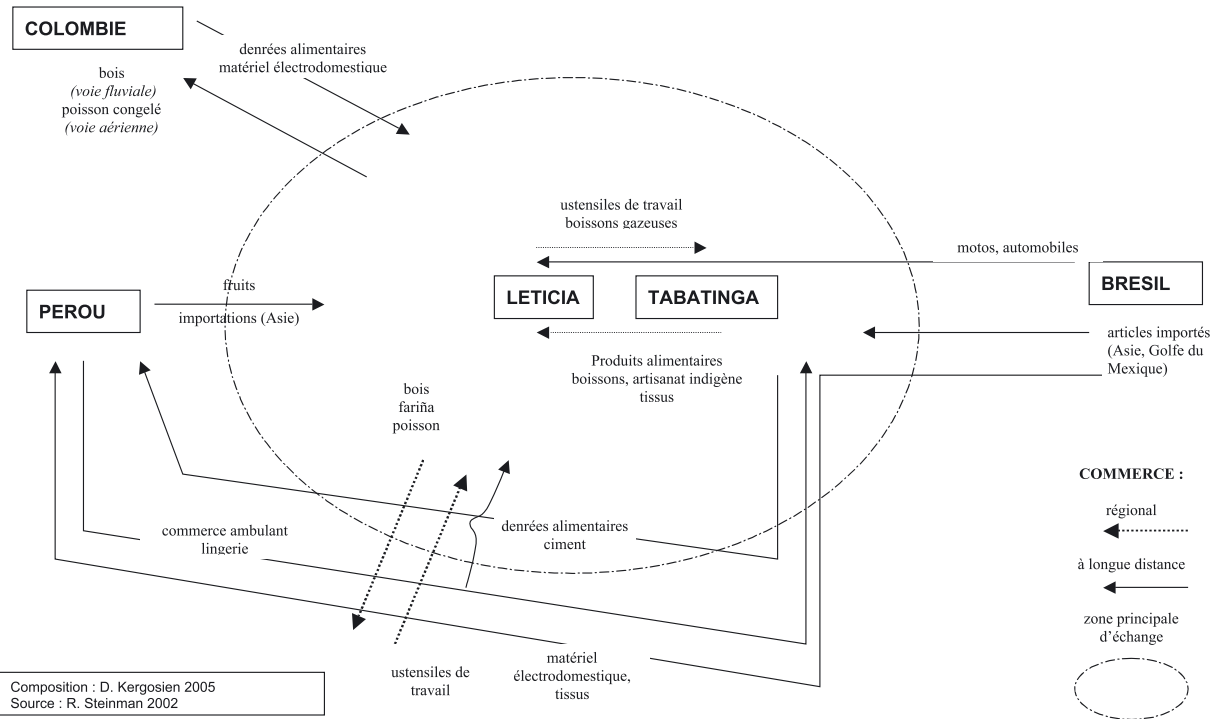 COLOMBIE
denrées alimentaires
matériel électrodomestique
bois
(voie fluviale)
poisson congelé
(voie aérienne)
ustensiles de travail
boissons gazeuses
motos, automobiles
BRESIL
LETICIA
TABATINGA
PEROU
fruits
importations (Asie)
articles importés
(Asie, Golfe du
Mexique)
Produits alimentaires
boissons, artisanat indigène
tissus
bois
fariña
poisson
commerce ambulant
lingerie
denrées alimentaires
ciment
ustensiles de
travail
matériel
électrodomestique,
tissus
COMMERCE :
régional
à longue distance
zone principale
d'échange
Composition : D. Kergosien 2005
Source : R. Steinman 2002